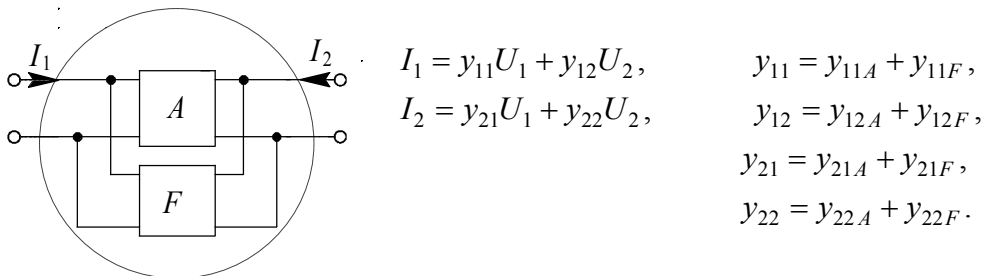 I₁
I₂
A
F
I₁ = y₁₁U₁ + y₁₂U₂,
I₂ = y₂₁U₁ + y₂₂U₂,
y₁₁ = y₁₁A + y₁₁F,
y₁₂ = y₁₂A + y₁₂F,
y₂₁ = y₂₁A + y₂₁F,
y₂₂ = y₂₂A + y₂₂F.